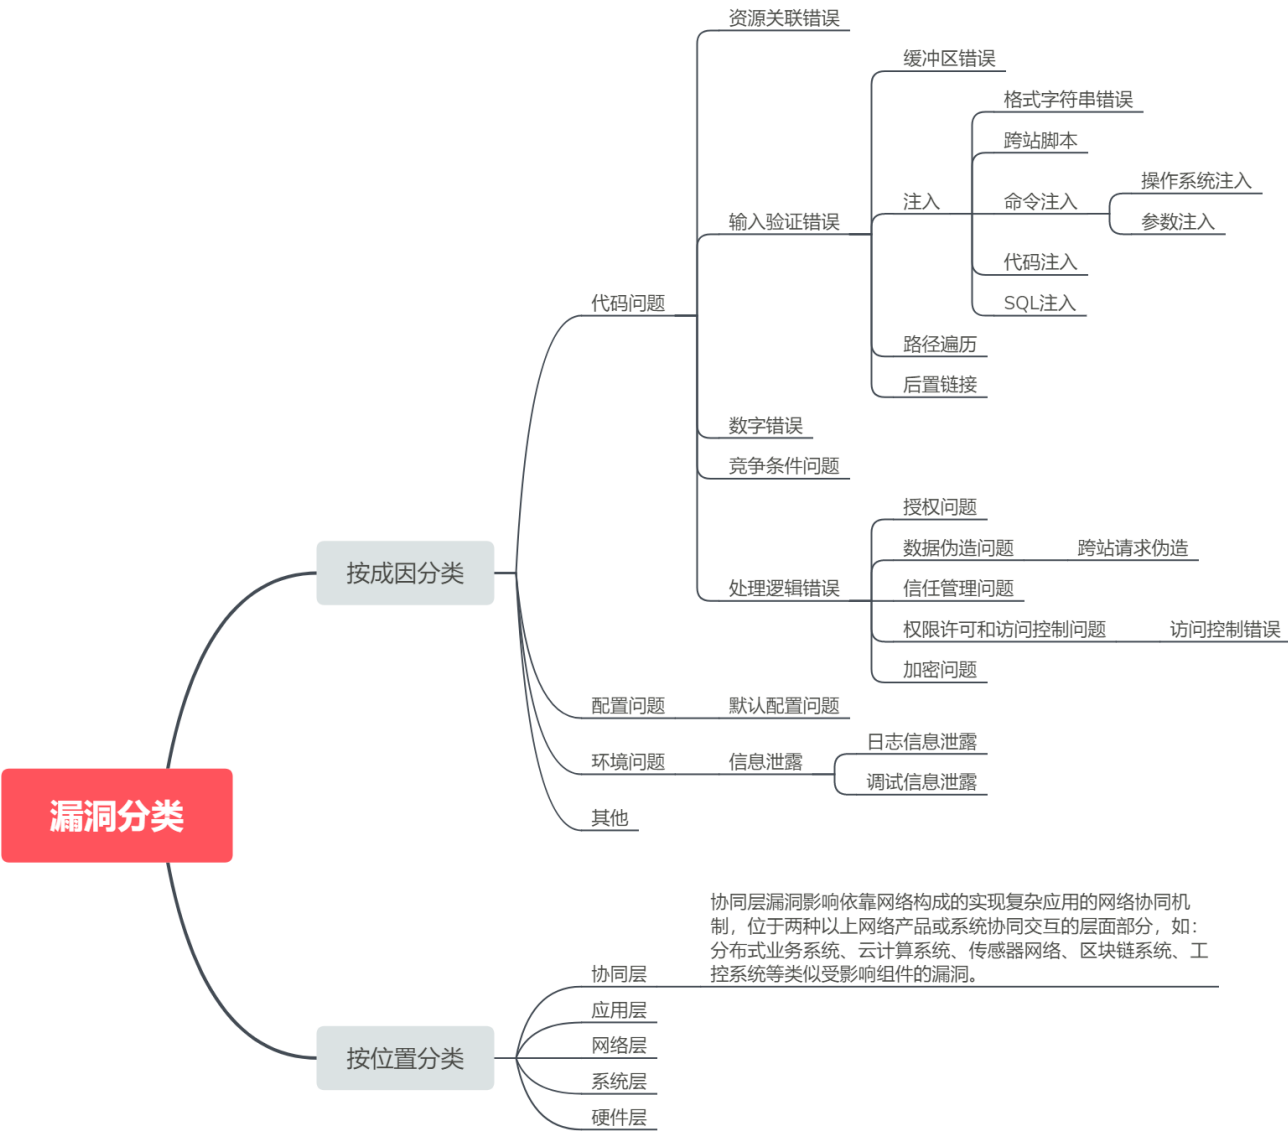 漏洞分类
按成因分类
代码问题
资源关联错误
输入验证错误
缓冲区错误
注入
格式字符串错误
跨站脚本
命令注入
操作系统注入
参数注入
代码注入
SQL注入
路径遍历
后置链接
数字错误
竞争条件问题
处理逻辑错误
授权问题
数据伪造问题
跨站请求伪造
信任管理问题
权限许可和访问控制问题
访问控制错误
加密问题
配置问题
默认配置问题
环境问题
信息泄露
日志信息泄露
调试信息泄露
其他
按位置分类
协同层
协同层漏洞影响依靠网络构成的实现复杂应用的网络协同机
制，位于两种以上网络产品或系统协同交互的层面部分，如：
分布式业务系统、云计算系统、传感器网络、区块链系统、工
控系统等类似受影响组件的漏洞。
应用层
网络层
系统层
硬件层